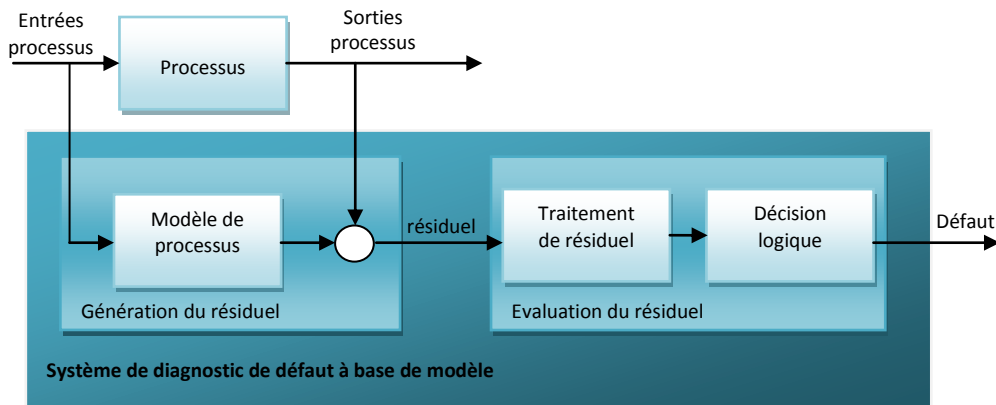 Entrées
processus
Sorties
processus
Processus
Modèle de
processus
résiduel
Traitement
de résiduel
Décision
logique
Défaut
Génération du résiduel
Evaluation du résiduel
Système de diagnostic de défaut à base de modèle